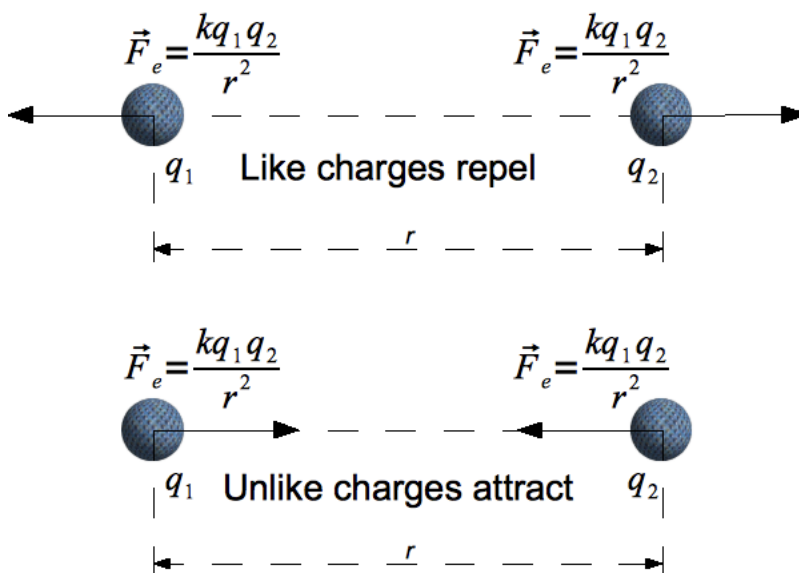 F⃗ₑ = kq₁q₂/r² F⃗ₑ = kq₁q₂/r²
q₁ Like charges repel q₂
r
F⃗ₑ = kq₁q₂/r² F⃗ₑ = kq₁q₂/r²
q₁ Unlike charges attract q₂
r